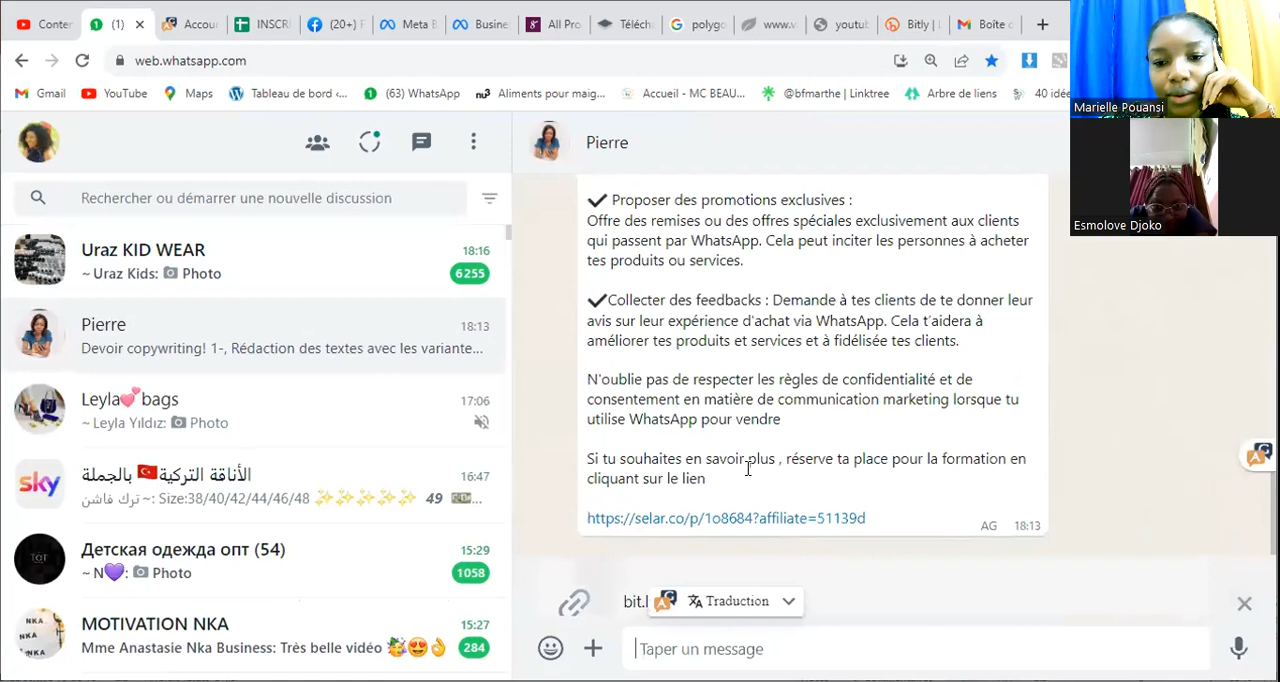 Conter
(1)
Accour
INSCRI
(20+) F
Meta B
Busine
All Pro
Téléch
polygo
www.v
youtu
Bitly | L
Boîte d
web.whatsapp.com
Gmail
YouTube
Maps
Tableau de bord ‹...
(63) WhatsApp
Aliments pour maig...
Accueil - MC BEAU...
@bfmarthe | Linktree
Arbre de liens
40 idée
Marielle Pouansi
Esmolove Djoko
Rechercher ou démarrer une nouvelle discussion
Uraz KID WEAR
18:16
~ Uraz Kids: 📷 Photo
6255
Pierre
18:13
Devoir copywriting! 1-, Rédaction des textes avec les variante...
Leyla💕bags
17:06
~ Leyla Yıldız: 📷 Photo
sky
الأناقة التركية🇹🇷 بالجملة
16:47
ترك فاشن ~: Size:38/40/42/44/46/48 ✨✨✨✨✨ 49
Детская одежда опт (54)
15:29
~ N💜: 📷 Photo
1058
MOTIVATION NKA
15:27
Mme Anastasie Nka Business: Très belle vidéo 🥳😍👌
284
Pierre
✔ Proposer des promotions exclusives :
Offre des remises ou des offres spéciales exclusivement aux clients
qui passent par WhatsApp. Cela peut inciter les personnes à acheter
tes produits ou services.
✔Collecter des feedbacks : Demande à tes clients de te donner leur
avis sur leur expérience d'achat via WhatsApp. Cela t'aidera à
améliorer tes produits et services et à fidélisée tes clients.
N'oublie pas de respecter les règles de confidentialité et de
consentement en matière de communication marketing lorsque tu
utilise WhatsApp pour vendre
Si tu souhaites en savoir plus , réserve ta place pour la formation en
cliquant sur le lien
https://selar.co/p/1o8684?affiliate=51139d
AG 18:13
bit.l
Traduction
Taper un message